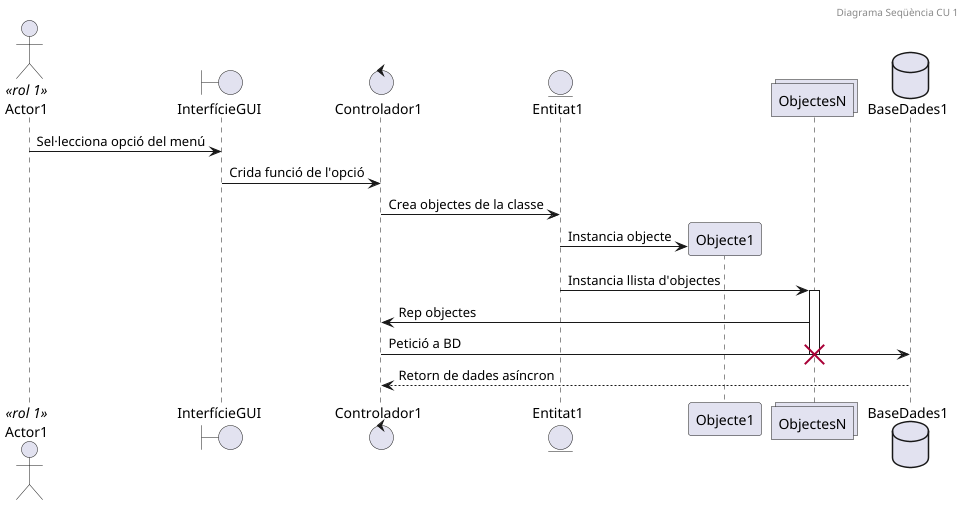 Diagrama Seqüència CU 1
«rol 1»
Actor1
InterfícieGUI
Controlador1
Entitat1
ObjectesN
BaseDades1
Sel·lecciona opció del menú
Crida funció de l'opció
Crea objectes de la classe
Instancia objecte
Objecte1
Instancia llista d'objectes
Rep objectes
Petició a BD
Retorn de dades asíncron
«rol 1»
Actor1
InterfícieGUI
Controlador1
Entitat1
Objecte1
ObjectesN
BaseDades1